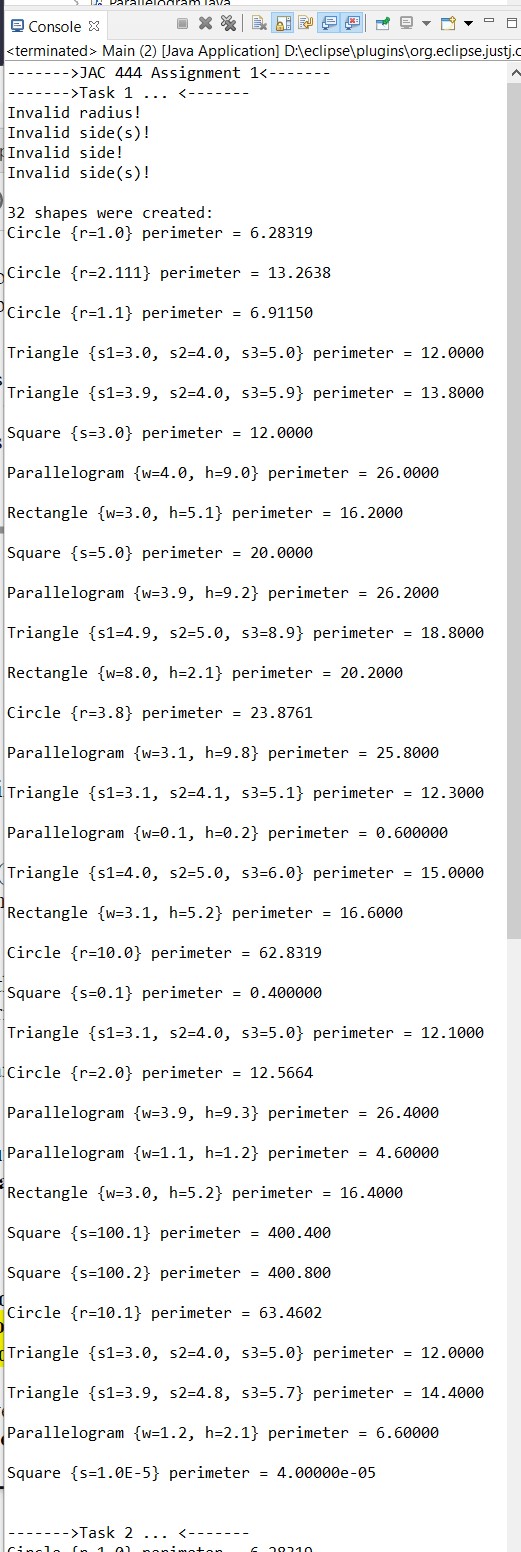 ParallelogramJava
Console
<terminated> Main (2) [Java Application] D:\eclipse\plugins\org.eclipse.justj.o
------->JAC 444 Assignment 1<-------
------->Task 1 ... <-------
Invalid radius!
Invalid side(s)!
Invalid side!
Invalid side(s)!
32 shapes were created:
Circle {r=1.0} perimeter = 6.28319
Circle {r=2.111} perimeter = 13.2638
Circle {r=1.1} perimeter = 6.91150
Triangle {s1=3.0, s2=4.0, s3=5.0} perimeter = 12.0000
Triangle {s1=3.9, s2=4.0, s3=5.9} perimeter = 13.8000
Square {s=3.0} perimeter = 12.0000
Parallelogram {w=4.0, h=9.0} perimeter = 26.0000
Rectangle {w=3.0, h=5.1} perimeter = 16.2000
Square {s=5.0} perimeter = 20.0000
Parallelogram {w=3.9, h=9.2} perimeter = 26.2000
Triangle {s1=4.9, s2=5.0, s3=8.9} perimeter = 18.8000
Rectangle {w=8.0, h=2.1} perimeter = 20.2000
Circle {r=3.8} perimeter = 23.8761
Parallelogram {w=3.1, h=9.8} perimeter = 25.8000
Triangle {s1=3.1, s2=4.1, s3=5.1} perimeter = 12.3000
Parallelogram {w=0.1, h=0.2} perimeter = 0.600000
Triangle {s1=4.0, s2=5.0, s3=6.0} perimeter = 15.0000
Rectangle {w=3.1, h=5.2} perimeter = 16.6000
Circle {r=10.0} perimeter = 62.8319
Square {s=0.1} perimeter = 0.400000
Triangle {s1=3.1, s2=4.0, s3=5.0} perimeter = 12.1000
Circle {r=2.0} perimeter = 12.5664
Parallelogram {w=3.9, h=9.3} perimeter = 26.4000
Parallelogram {w=1.1, h=1.2} perimeter = 4.60000
Rectangle {w=3.0, h=5.2} perimeter = 16.4000
Square {s=100.1} perimeter = 400.400
Square {s=100.2} perimeter = 400.800
Circle {r=10.1} perimeter = 63.4602
Triangle {s1=3.0, s2=4.0, s3=5.0} perimeter = 12.0000
Triangle {s1=3.9, s2=4.8, s3=5.7} perimeter = 14.4000
Parallelogram {w=1.2, h=2.1} perimeter = 6.60000
Square {s=1.0E-5} perimeter = 4.00000e-05
------->Task 2 ... <-------
Circle {r=1.0} perimeter = 6.28319